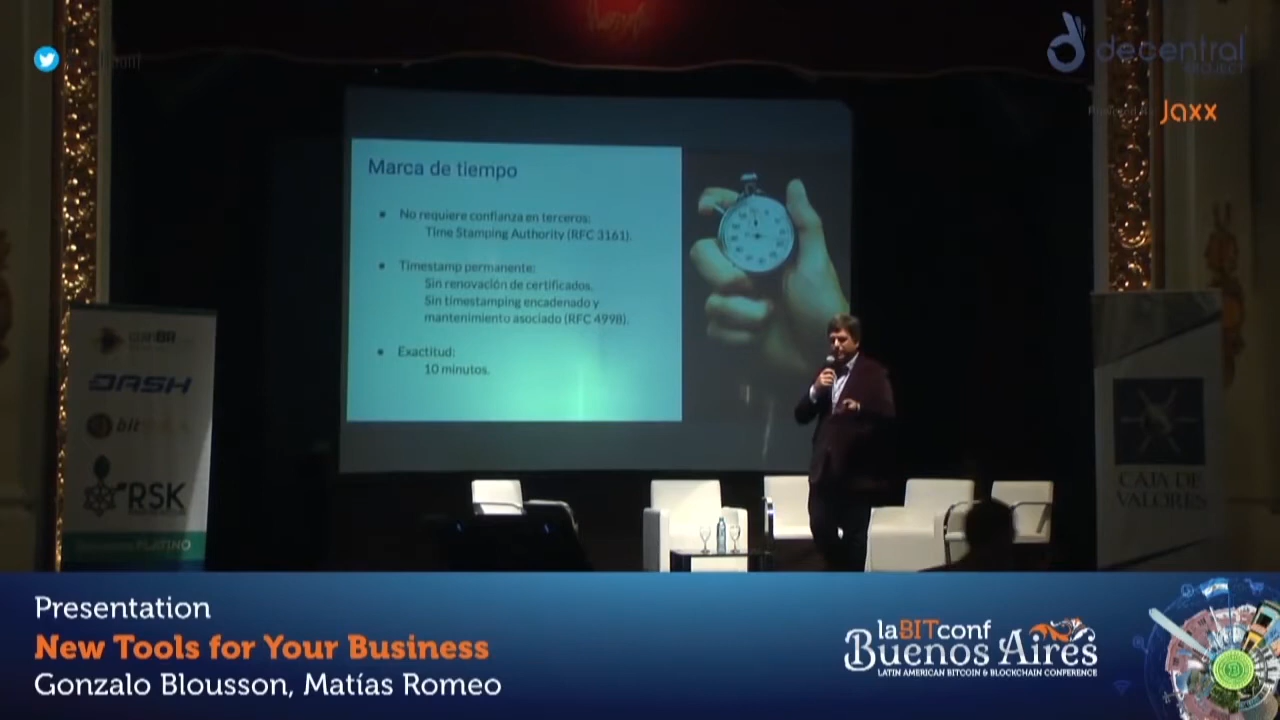 decentral
Jaxx
Marca de tiempo
No requiere confianza en terceros:
Time Stamping Authority (RFC 3161).
Timestamp permanente:
Sin renovación de certificados.
Sin timestamping encadenado y
mantenimiento asociado (RFC 4998).
Exactitud:
10 minutos.
DASH
bit
RSK
PLATINO
CAJA DE
VALORES
Presentation
New Tools for Your Business
Gonzalo Blousson, Matías Romeo
laBITconf
Buenos Aires
LATIN AMERICAN BITCOIN & BLOCKCHAIN CONFERENCE